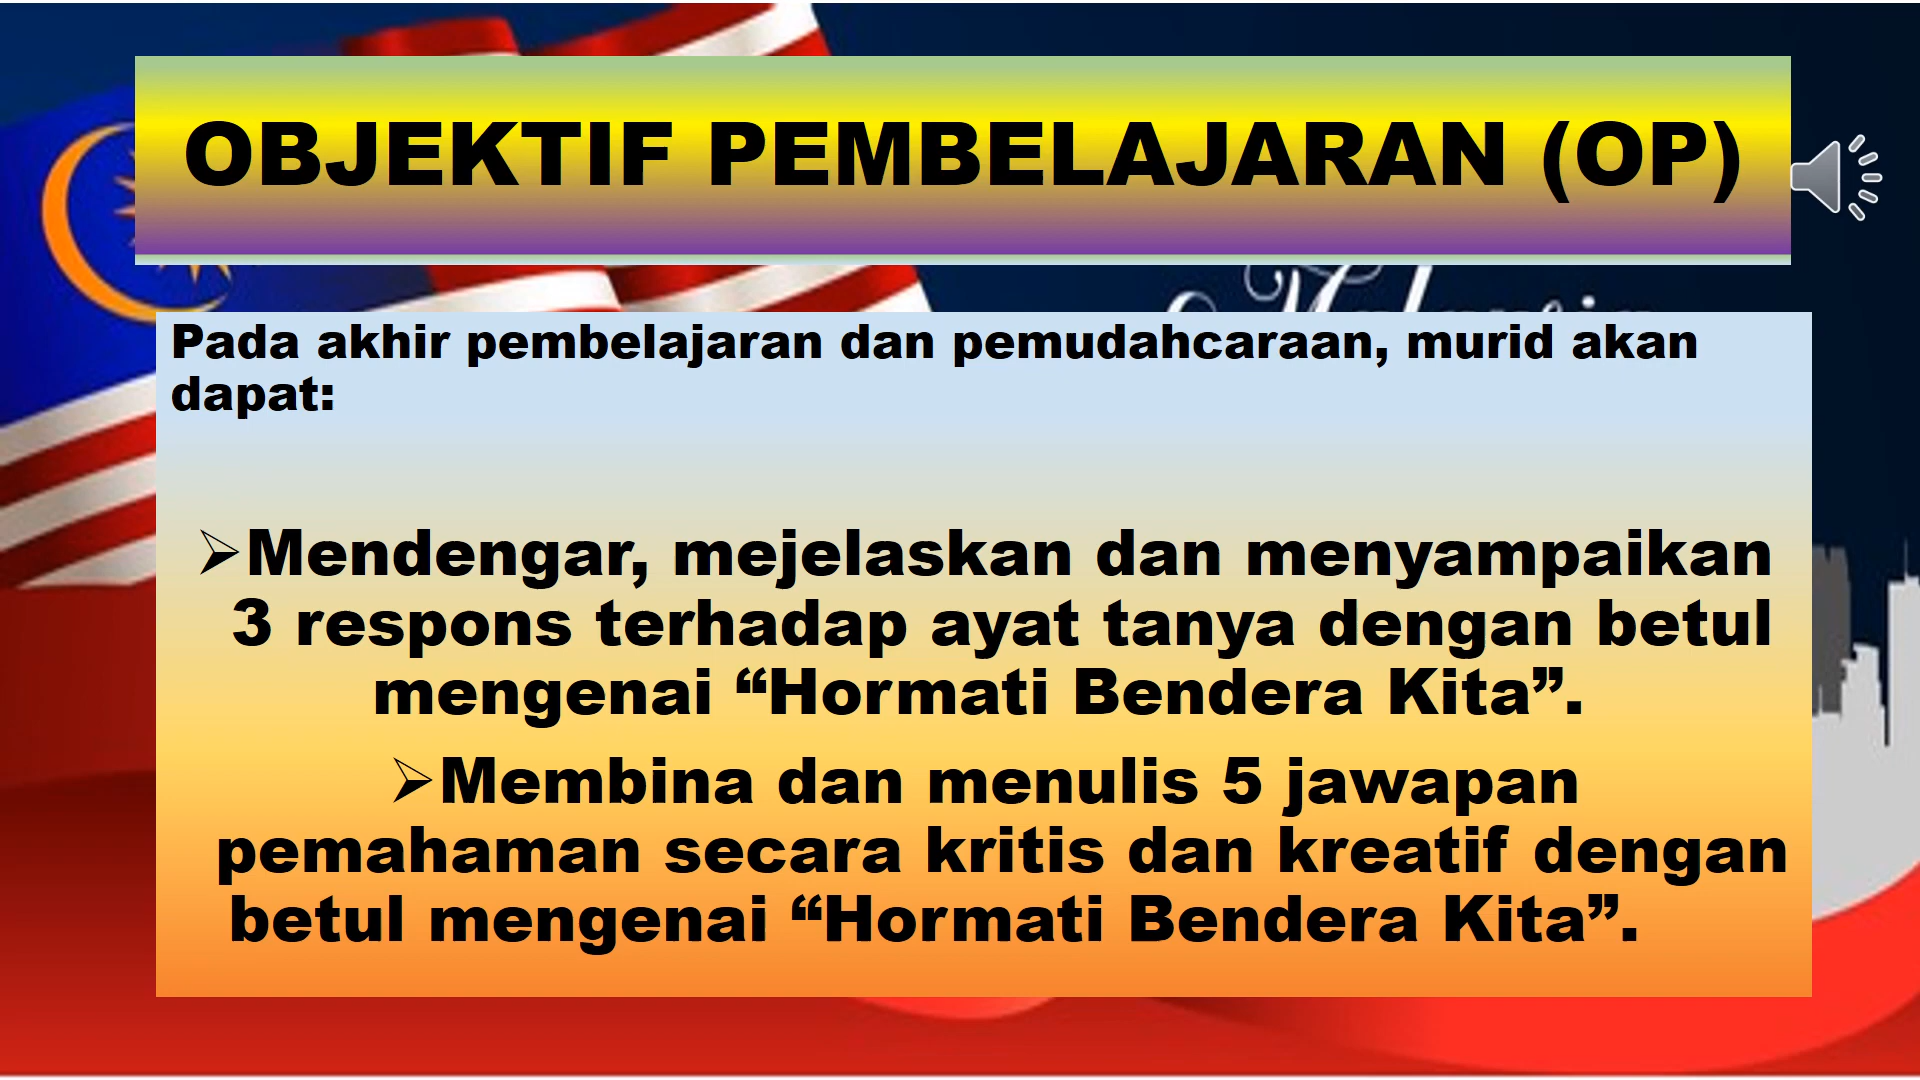 OBJEKTIF PEMBELAJARAN (OP)
Pada akhir pembelajaran dan pemudahcaraan, murid akan
dapat:
➢Mendengar, mejelaskan dan menyampaikan
3 respons terhadap ayat tanya dengan betul
mengenai “Hormati Bendera Kita”.
➢Membina dan menulis 5 jawapan
pemahaman secara kritis dan kreatif dengan
betul mengenai “Hormati Bendera Kita”.